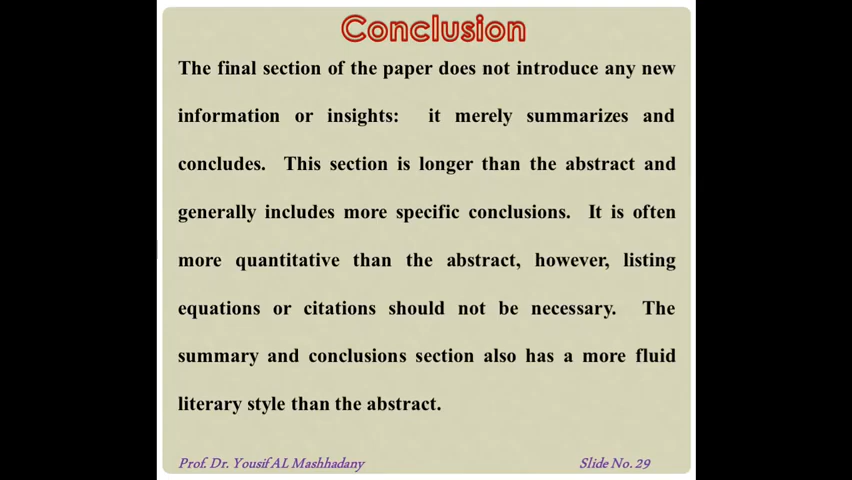 Conclusion
The final section of the paper does not introduce any new
information or insights: it merely summarizes and
concludes. This section is longer than the abstract and
generally includes more specific conclusions. It is often
more quantitative than the abstract, however, listing
equations or citations should not be necessary. The
summary and conclusions section also has a more fluid
literary style than the abstract.
Prof. Dr. Yousif AL Mashhadany Slide No. 29